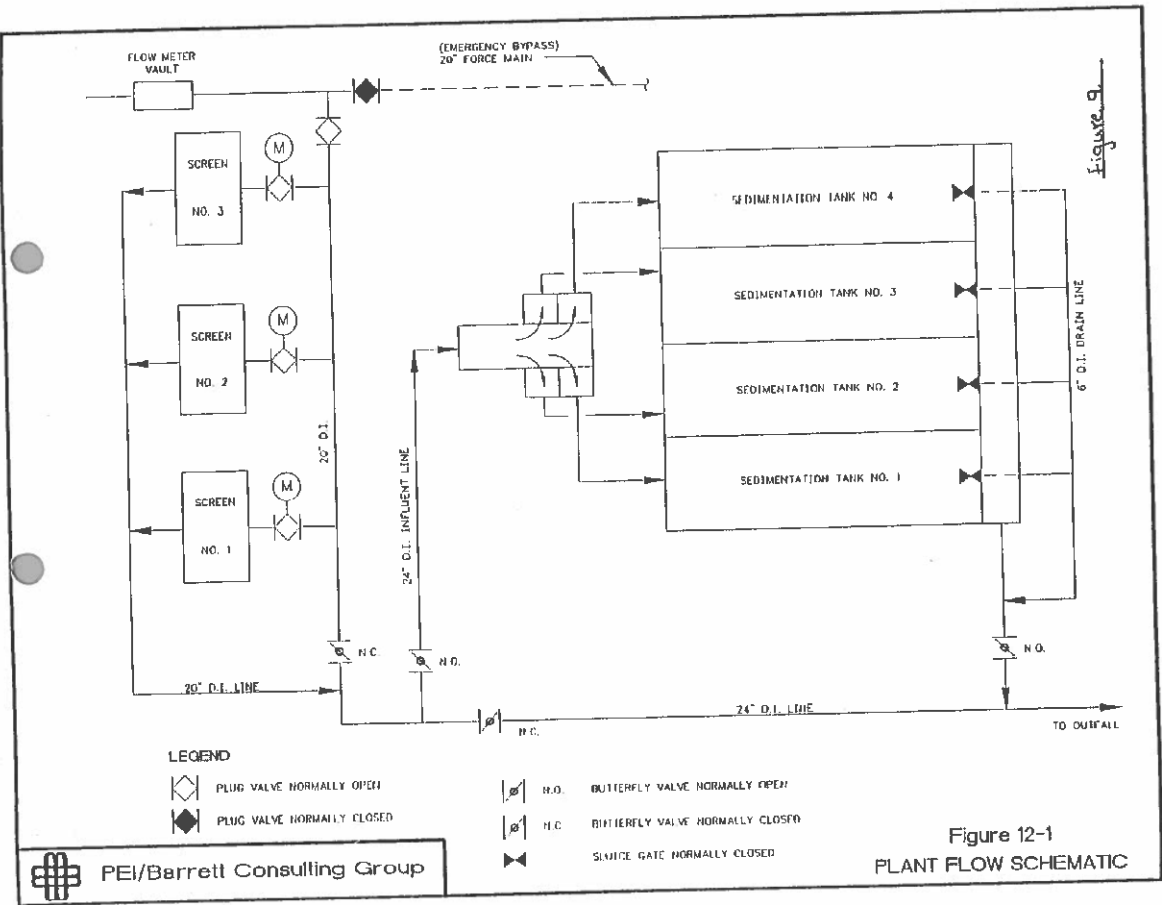 FLOW METER
VAULT
(EMERGENCY BYPASS)
20" FORCE MAIN
Figure 9
SCREEN
NO. 3
M
SCREEN
NO. 2
M
SCREEN
NO. 1
M
20" D.I.
24" D.I. INFLUENT LINE
SEDIMENTATION TANK NO. 4
SEDIMENTATION TANK NO. 3
SEDIMENTATION TANK NO. 2
SEDIMENTATION TANK NO. 1
6" D.I. DRAIN LINE
N.C.
N.O.
N.O.
20" D.I. LINE
N.C.
24" D.I. LINE
TO OUTFALL
LEGEND
PLUG VALVE NORMALLY OPEN
PLUG VALVE NORMALLY CLOSED
N.O. BUTTERFLY VALVE NORMALLY OPEN
N.C BUTTERFLY VALVE NORMALLY CLOSED
SLUICE GATE NORMALLY CLOSED
PEI/Barrett Consulting Group
Figure 12-1
PLANT FLOW SCHEMATIC